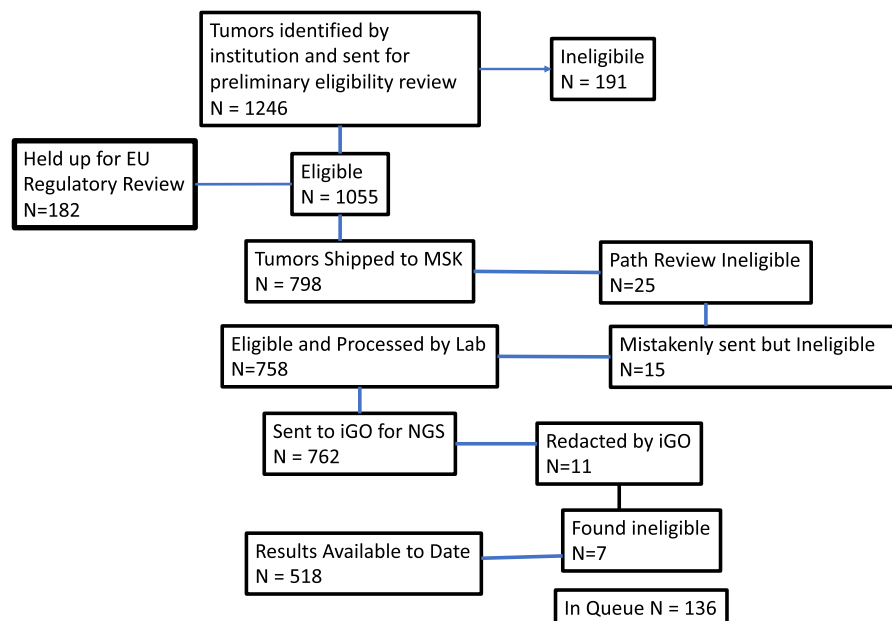 Tumors identified by
institution and sent for
preliminary eligibility review
N = 1246
Ineligibile
N = 191
Held up for EU
Regulatory Review
N=182
Eligible
N = 1055
Tumors Shipped to MSK
N = 798
Path Review Ineligible
N=25
Eligible and Processed by Lab
N=758
Mistakenly sent but Ineligible
N=15
Sent to iGO for NGS
N = 762
Redacted by iGO
N=11
Found ineligible
N=7
Results Available to Date
N = 518
In Queue N = 136